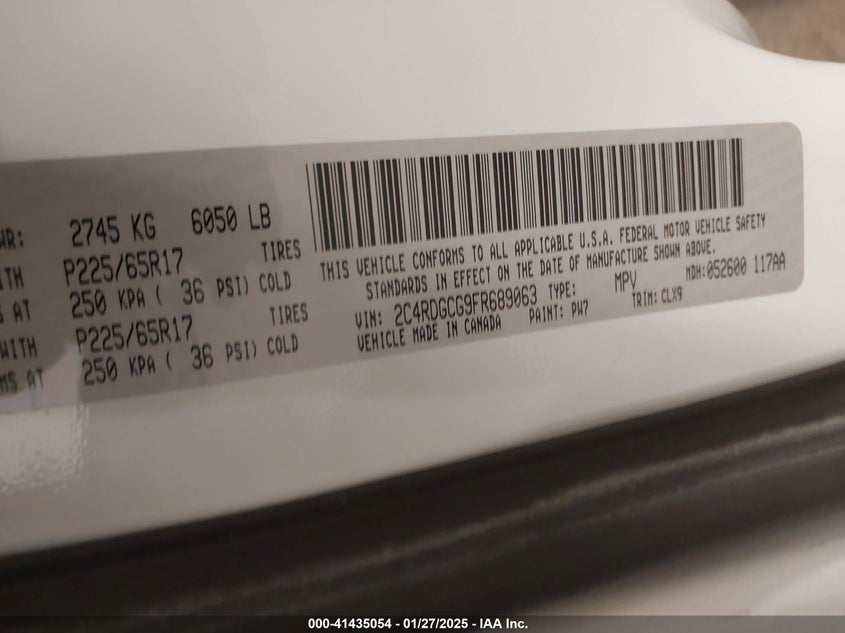 WR: 2745 KG 6050 LB
WITH P225/65R17 TIRES
MS AT 250 KPA ( 36 PSI) COLD
WITH P225/65R17 TIRES
MS AT 250 KPA ( 36 PSI) COLD
THIS VEHICLE CONFORMS TO ALL APPLICABLE U.S.A. FEDERAL MOTOR VEHICLE SAFETY
STANDARDS IN EFFECT ON THE DATE OF MANUFACTURE SHOWN ABOVE.
MDH:052600 117AA
VIN: 2C4RDGCG9FR689063 TYPE: MPV
VEHICLE MADE IN CANADA PAINT: PW7 TRIM: CLX9
000-41435054 - 01/27/2025 - IAA Inc.